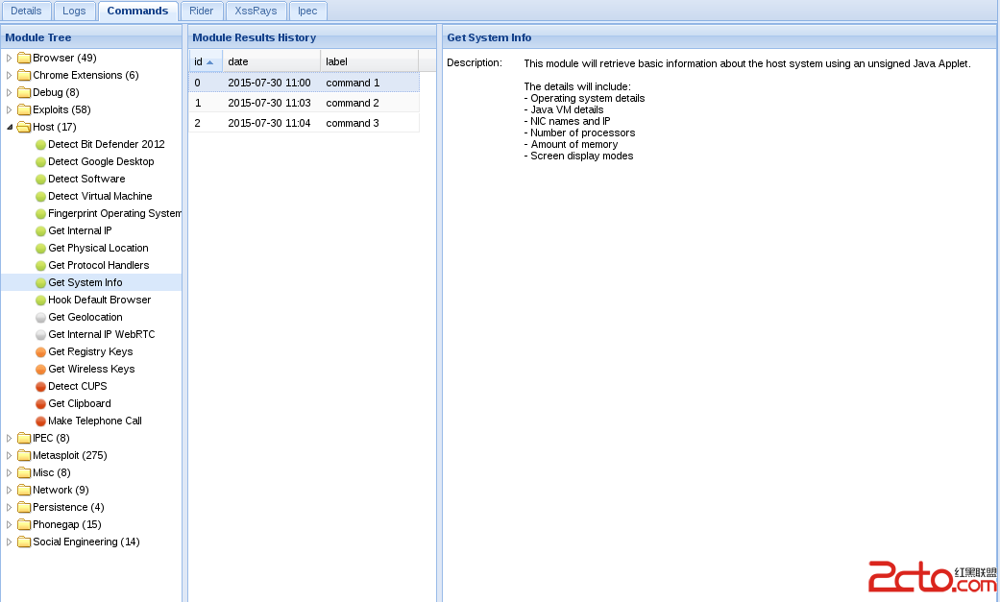 Details Logs Commands Rider XssRays Ipec
Module Tree
Browser (49)
Chrome Extensions (6)
Debug (8)
Exploits (58)
Host (17)
Detect Bit Defender 2012
Detect Google Desktop
Detect Software
Detect Virtual Machine
Fingerprint Operating System
Get Internal IP
Get Physical Location
Get Protocol Handlers
Get System Info
Hook Default Browser
Get Geolocation
Get Internal IP WebRTC
Get Registry Keys
Get Wireless Keys
Detect CUPS
Get Clipboard
Make Telephone Call
IPEC (8)
Metasploit (275)
Misc (8)
Network (9)
Persistence (4)
Phonegap (15)
Social Engineering (14)
Module Results History
id date label
0 2015-07-30 11:00 command 1
1 2015-07-30 11:03 command 2
2 2015-07-30 11:04 command 3
Get System Info
Description: This module will retrieve basic information about the host system using an unsigned Java Applet.
The details will include:
- Operating system details
- Java VM details
- NIC names and IP
- Number of processors
- Amount of memory
- Screen display modes
2cto.com
红黑联盟